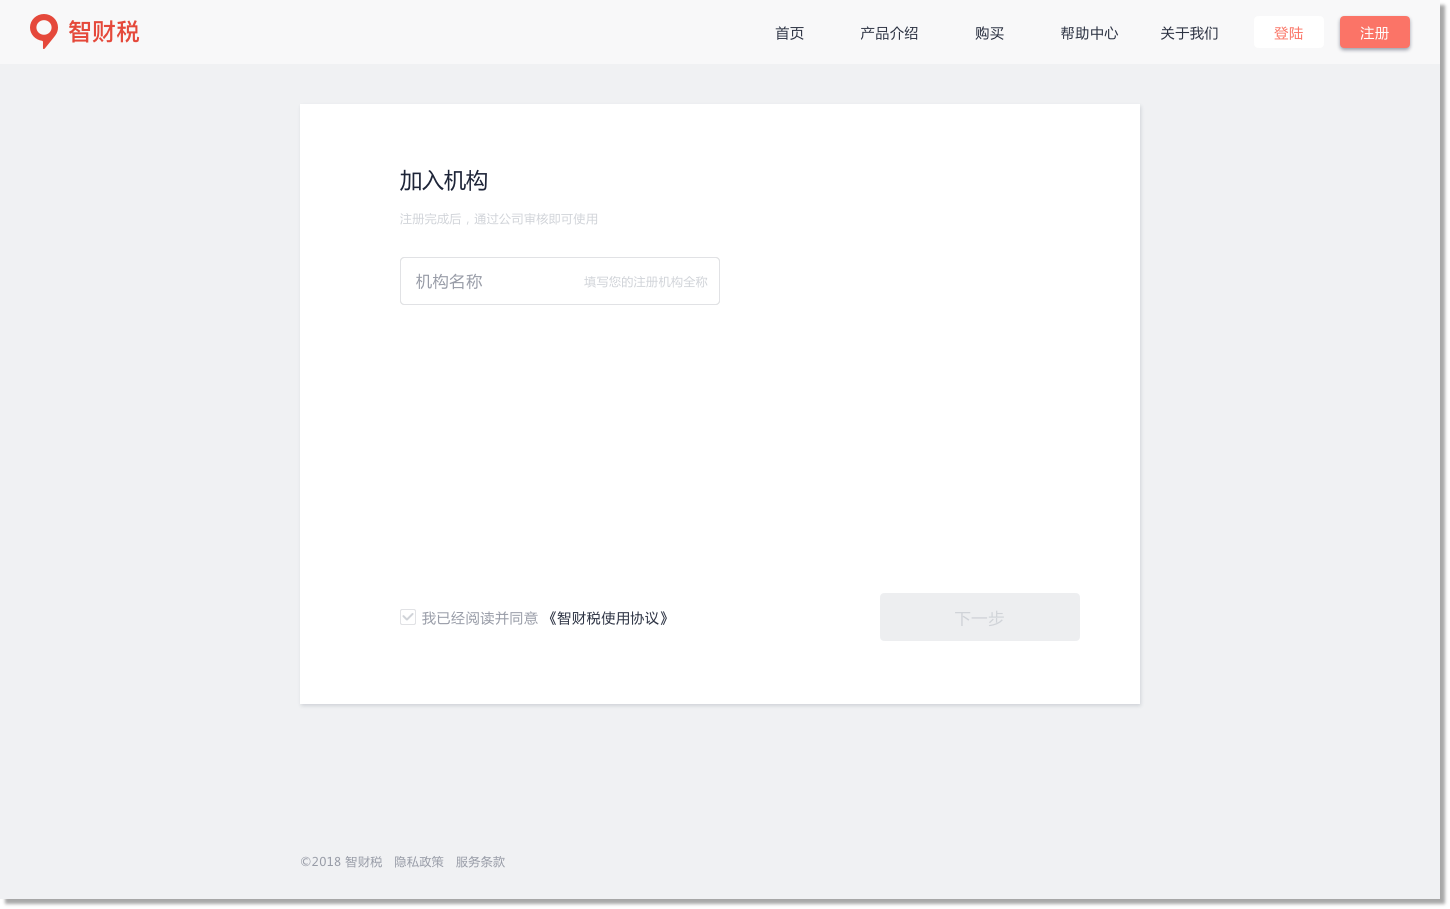 智财税 首页 产品介绍 购买 帮助中心 关于我们 登陆 注册
加入机构
注册完成后，通过公司审核即可使用
机构名称 填写您的注册机构全称
我已经阅读并同意 《智财税使用协议》 下一步
©2018 智财税 隐私政策 服务条款